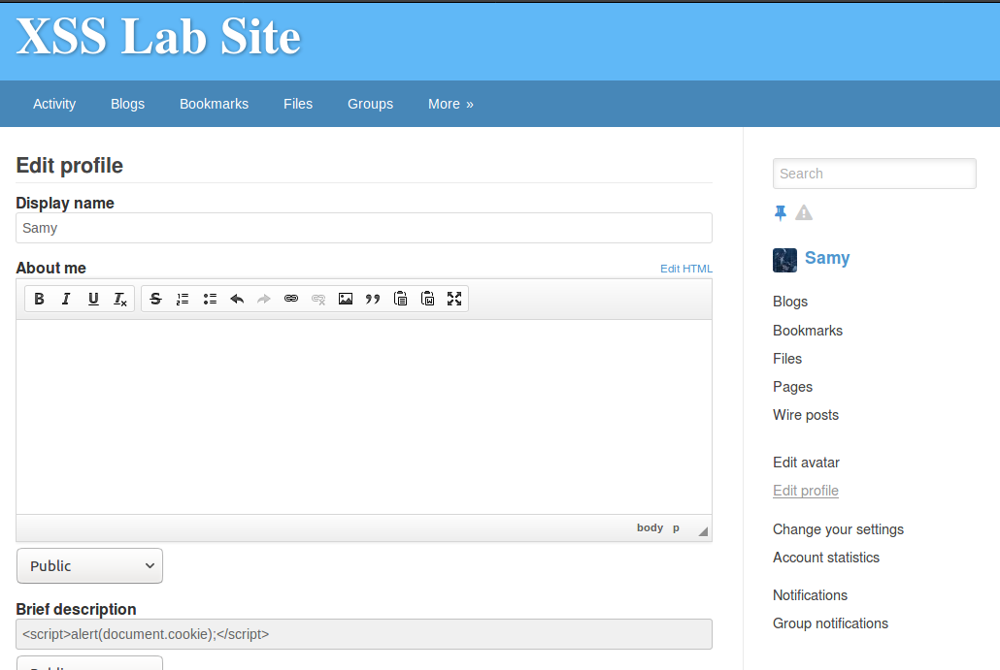 XSS Lab Site
Activity Blogs Bookmarks Files Groups More »
Edit profile
Display name
Samy
About me Edit HTML
B I U Tx S
body p
Public
Brief description
<script>alert(document.cookie);</script>
Search
Samy
Blogs
Bookmarks
Files
Pages
Wire posts
Edit avatar
Edit profile
Change your settings
Account statistics
Notifications
Group notifications